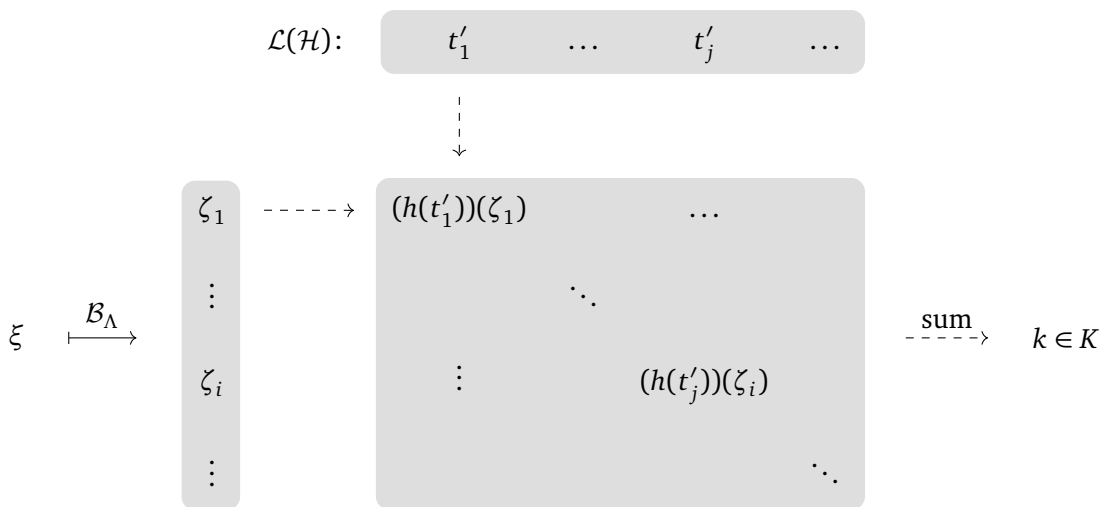 ℒ(ℋ): t′₁ … t′ⱼ …
ζ₁ (h(t′₁))(ζ₁) …
⋮ ⋱
ξ ℬ_Λ sum k ∈ K
ζᵢ ⋮ (h(t′ⱼ))(ζᵢ)
⋮ ⋱